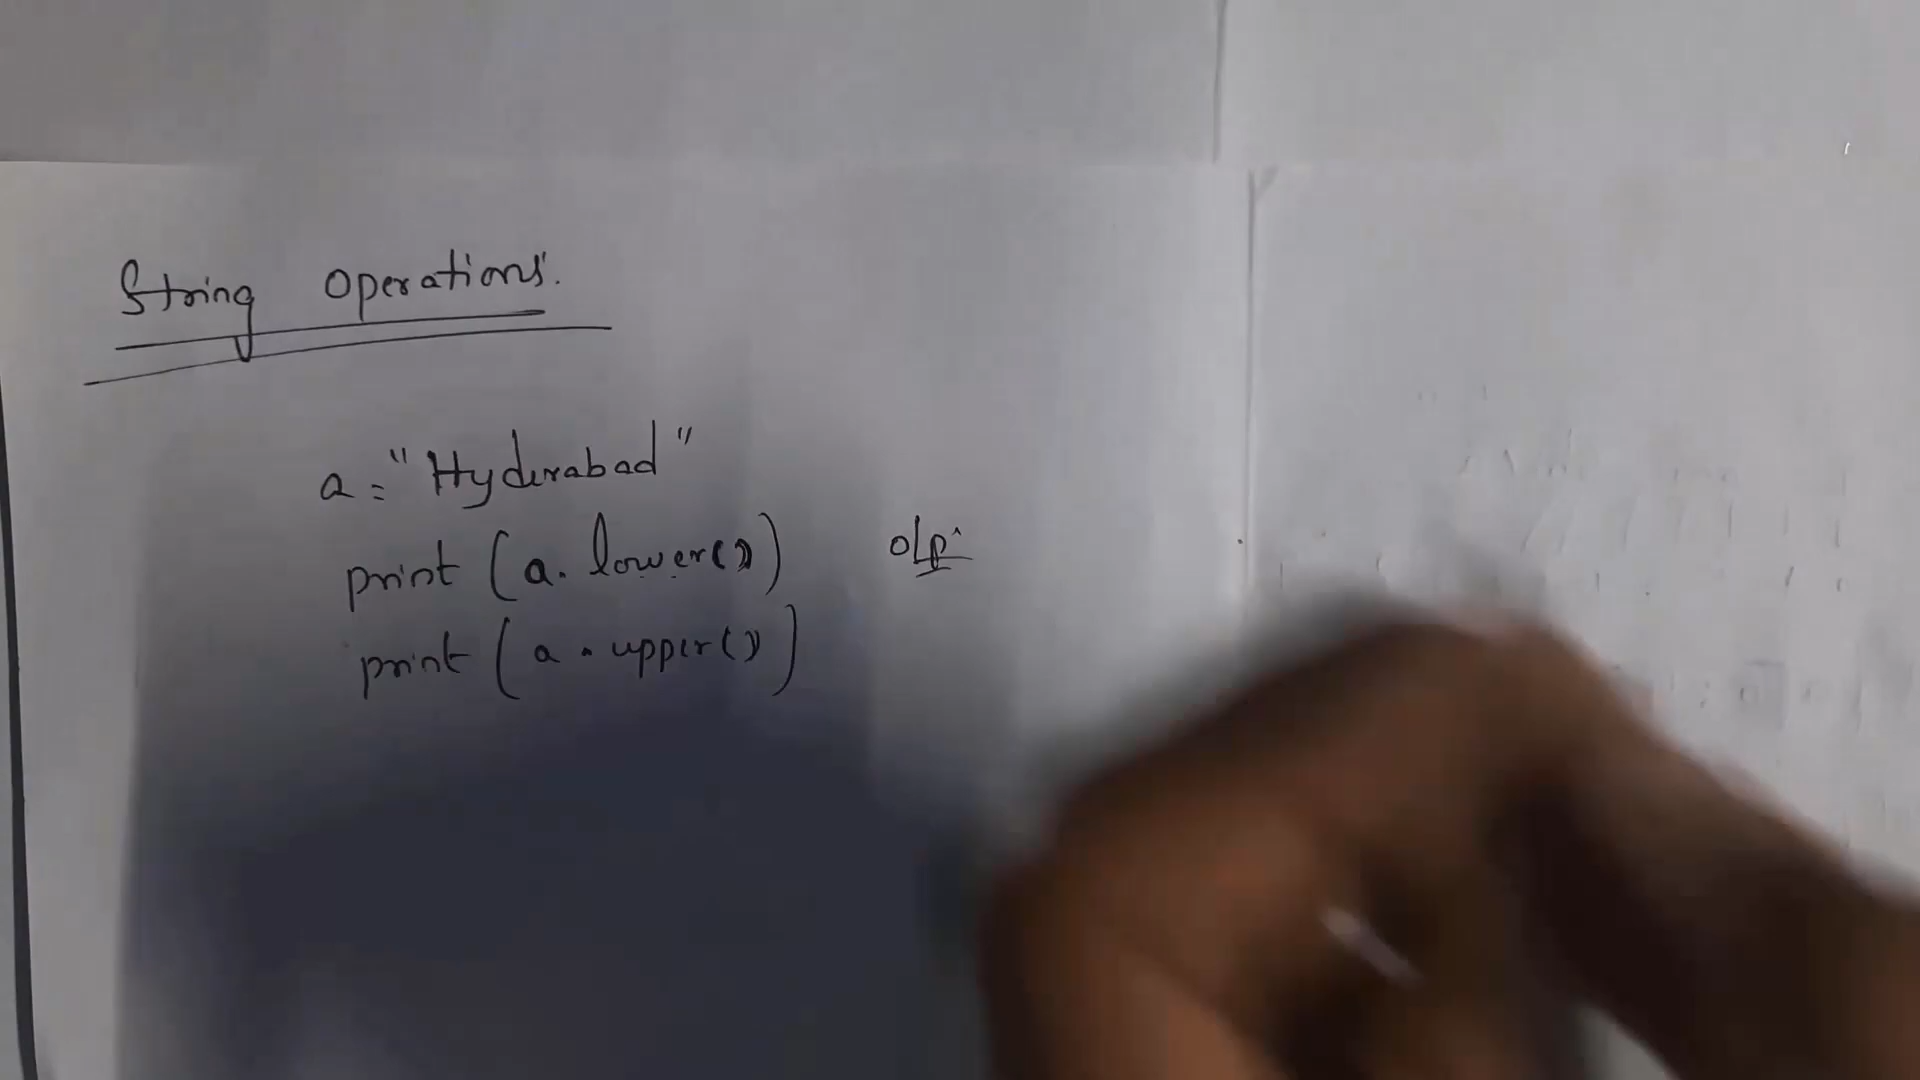 String Operations.
a = "Hyderabad"
print (a. lower())       o/p:
print (a . upper())